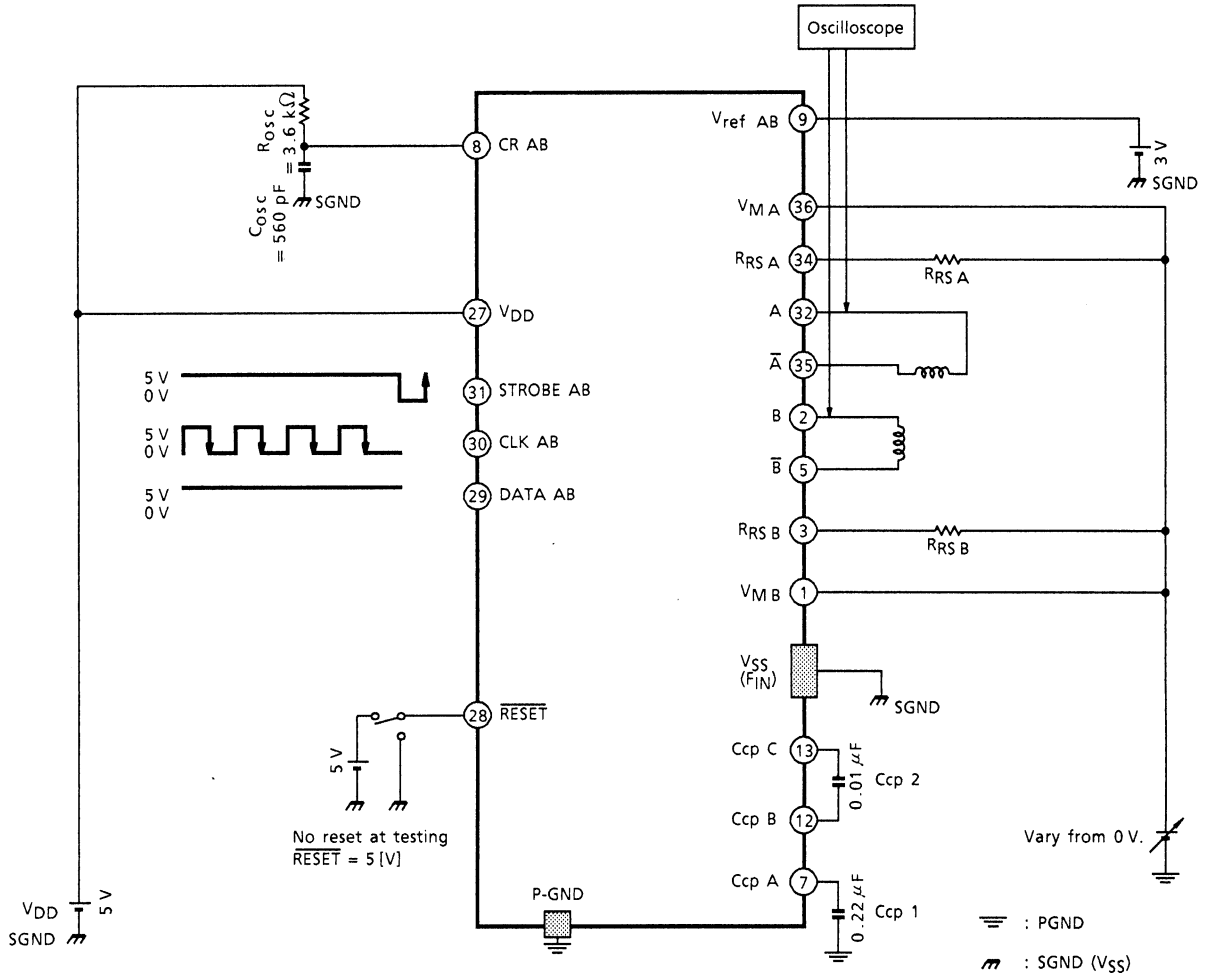 Oscilloscope
Rosc
= 3.6 kΩ
Cosc
= 560 pF
SGND
8
CR AB
Vref AB
9
3 V
SGND
VM A
36
RRS A
34
RRS A
A
32
A̅
35
B
2
B̅
5
RRS B
3
RRS B
VM B
1
27
VDD
5 V
0 V
31
STROBE AB
5 V
0 V
30
CLK AB
5 V
0 V
29
DATA AB
VSS
(FIN)
SGND
28
R̅E̅S̅E̅T̅
5 V
No reset at testing
R̅E̅S̅E̅T̅ = 5 [V]
Ccp C
13
0.01 μF
Ccp 2
Ccp B
12
Vary from 0 V.
Ccp A
7
0.22 μF
Ccp 1
P-GND
VDD
5 V
SGND
: PGND
: SGND (VSS)